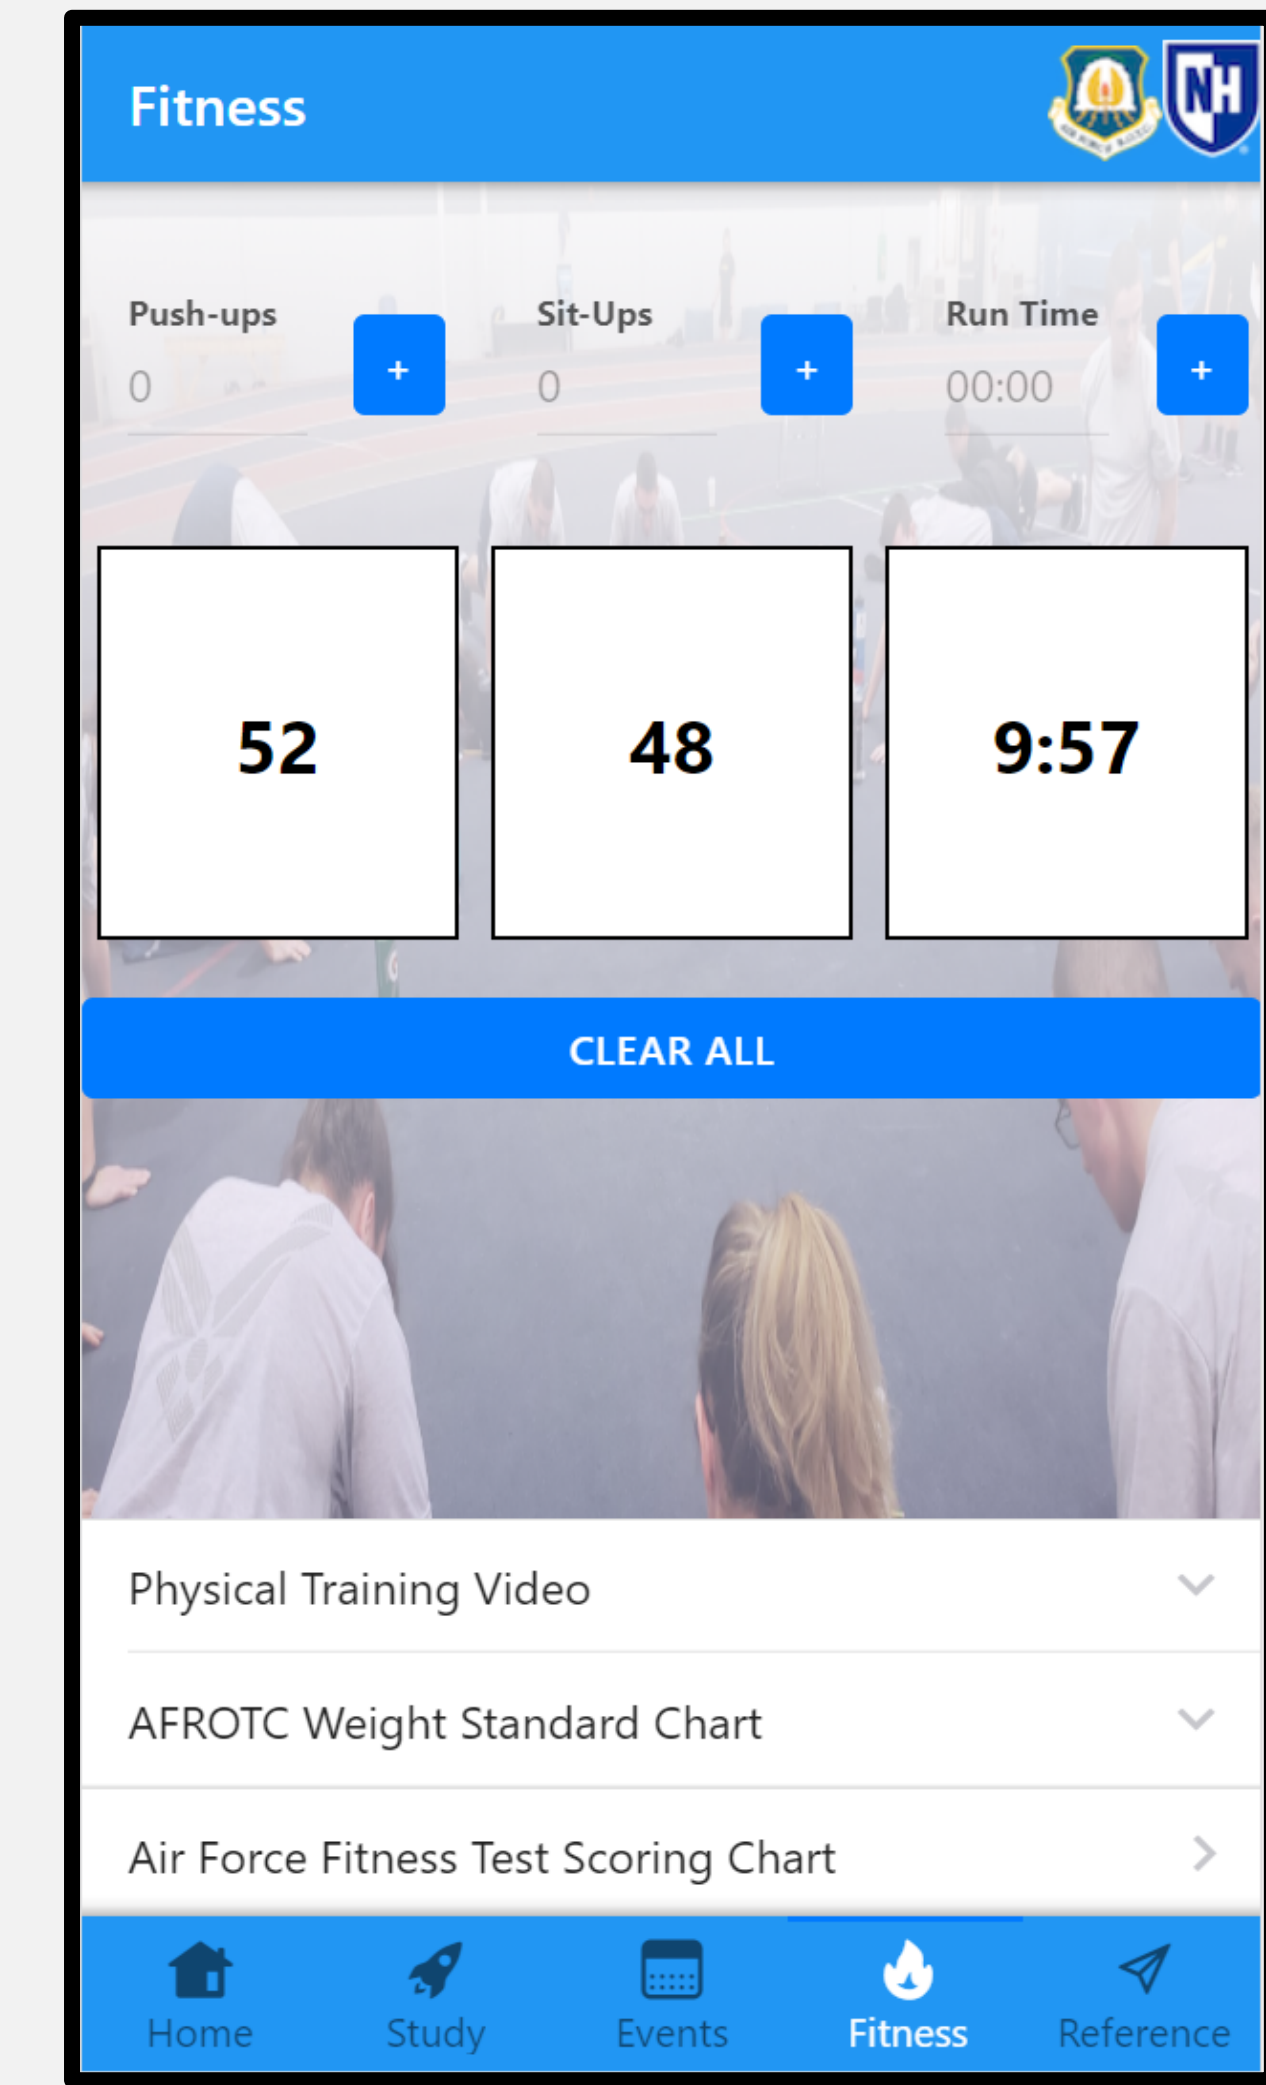 Fitness
NH
Push-ups
Sit-Ups
Run Time
+
+
+
0
0
00:00
52
48
9:57
CLEAR ALL
Physical Training Video
AFROTC Weight Standard Chart
Air Force Fitness Test Scoring Chart
Home
Study
Events
Fitness
Reference